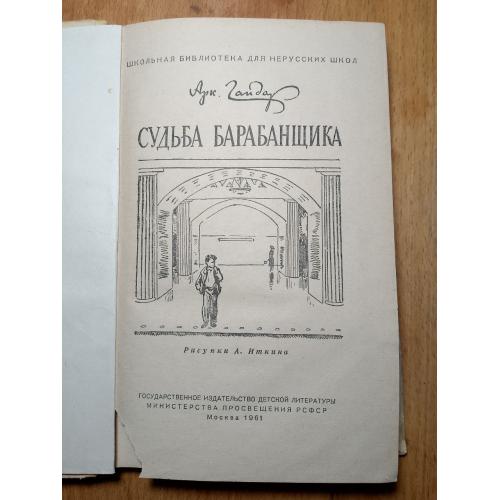 ШКОЛЬНАЯ БИБЛИОТЕКА ДЛЯ НЕРУССКИХ ШКОЛ
Арк. Гайдар
СУДЬБА БАРАБАНЩИКА
Рисунки А. Иткина
ГОСУДАРСТВЕННОЕ ИЗДАТЕЛЬСТВО ДЕТСКОЙ ЛИТЕРАТУРЫ
МИНИСТЕРСТВА ПРОСВЕЩЕНИЯ РСФСР
Москва 1961